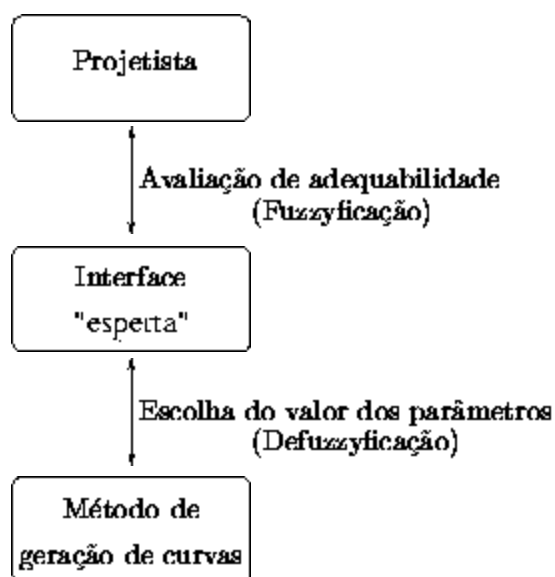 Projetista
Avaliação de adequabilidade
(Fuzzyficação)
Interface
"esperta"
Escolha do valor dos parâmetros
(Defuzzyficação)
Método de
geração de curvas